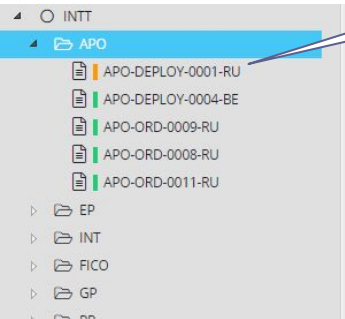 INTT
APO
APO-DEPLOY-0001-RU
APO-DEPLOY-0004-BE
APO-ORD-0009-RU
APO-ORD-0008-RU
APO-ORD-0011-RU
EP
INT
FICO
GP